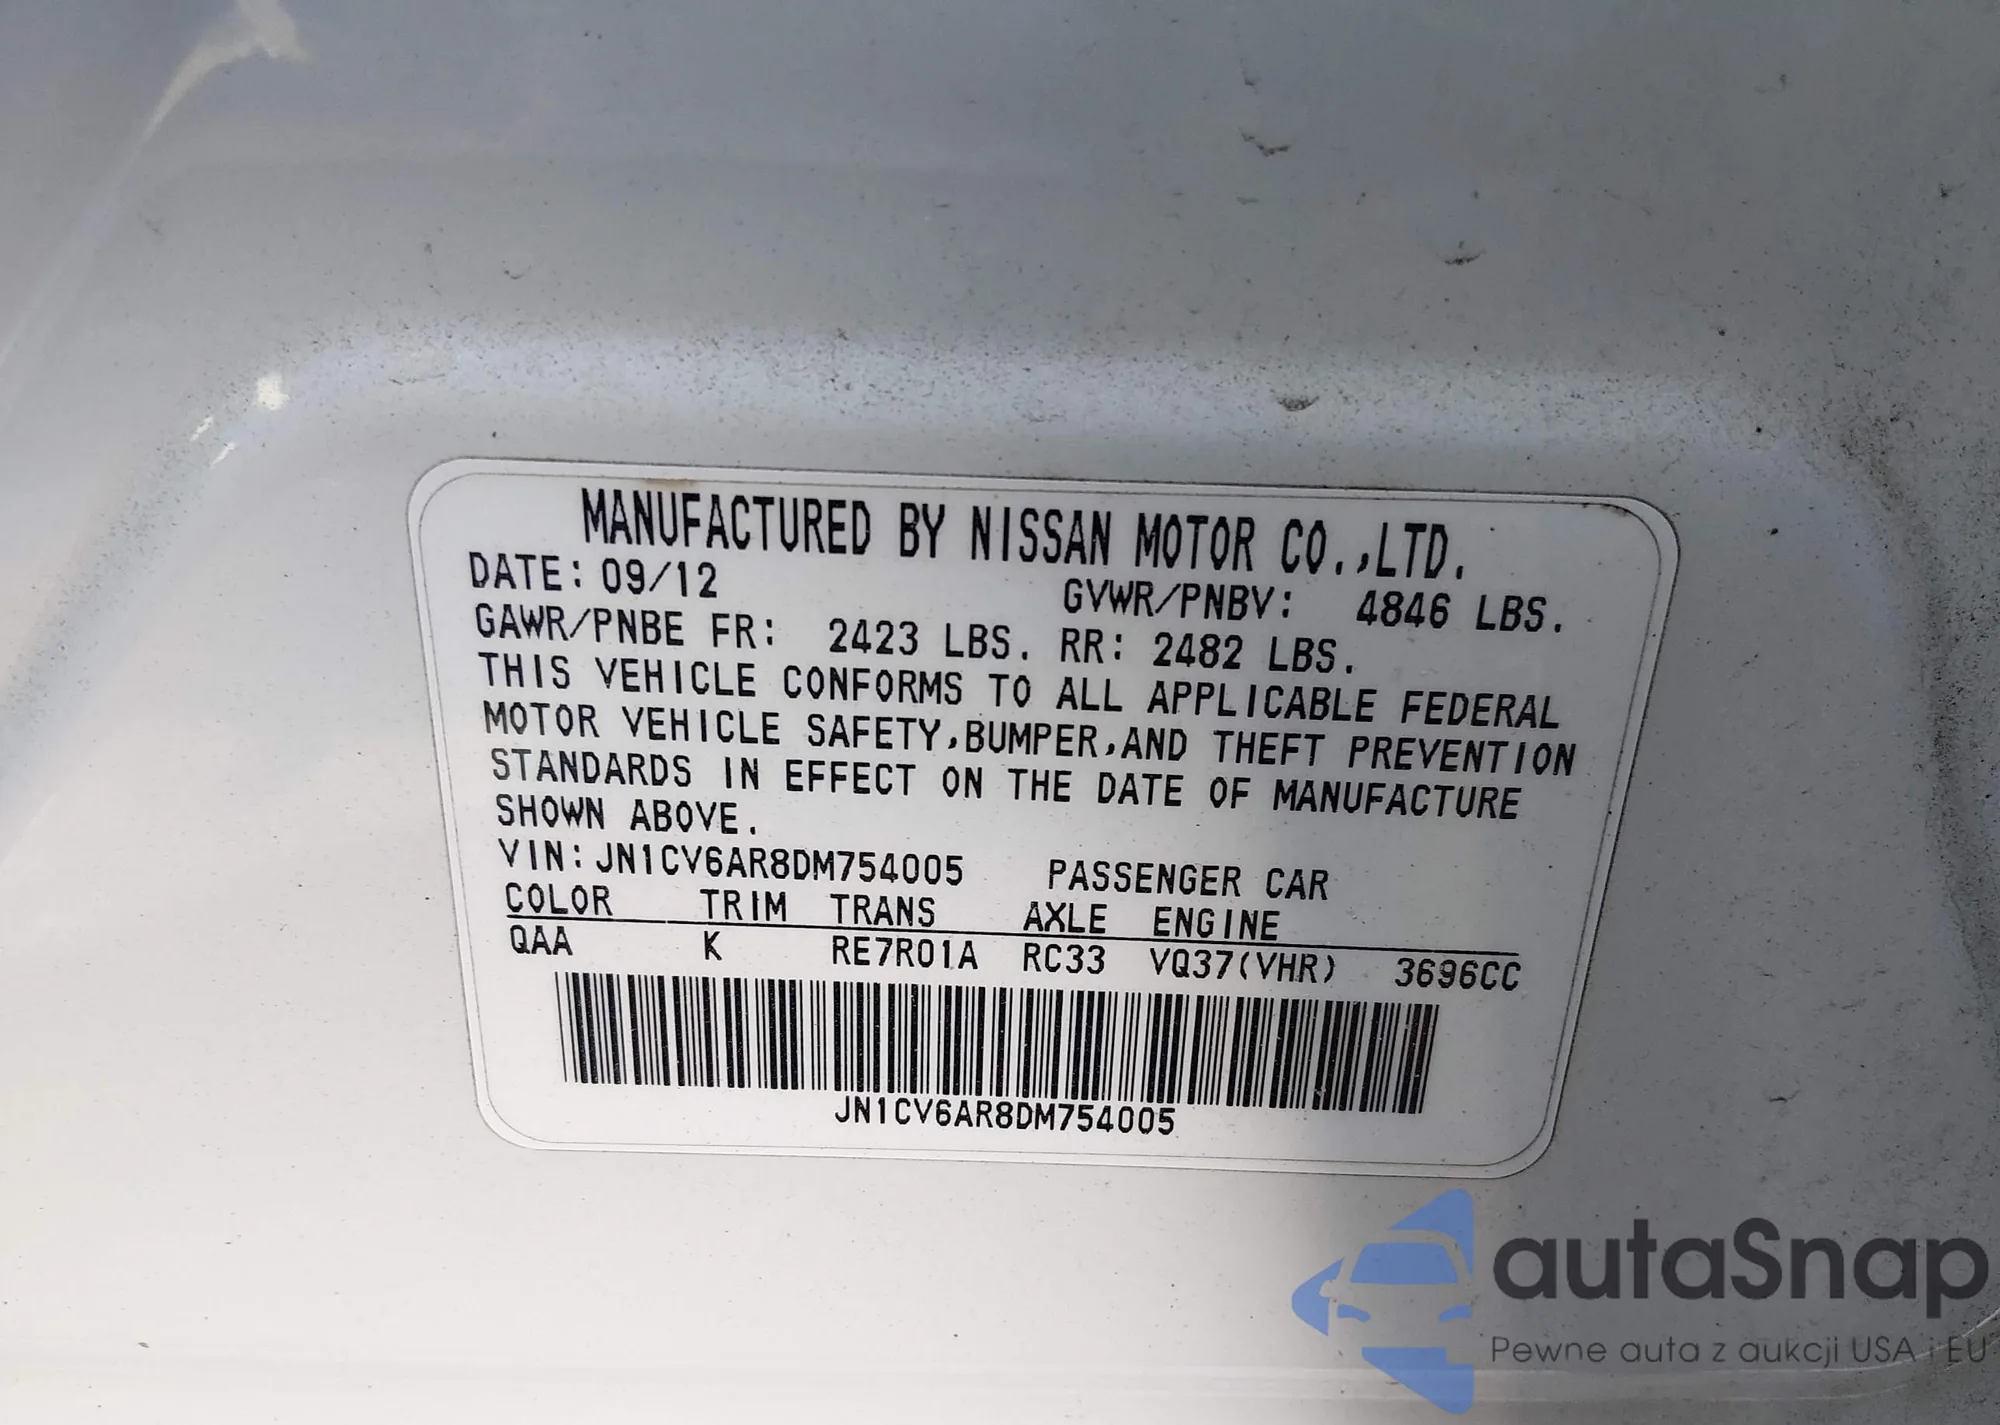 MANUFACTURED BY NISSAN MOTOR CO.,LTD.
DATE: 09/12 GVWR/PNBV: 4846 LBS.
GAWR/PNBE FR: 2423 LBS. RR: 2482 LBS.
THIS VEHICLE CONFORMS TO ALL APPLICABLE FEDERAL
MOTOR VEHICLE SAFETY,BUMPER,AND THEFT PREVENTION
STANDARDS IN EFFECT ON THE DATE OF MANUFACTURE
SHOWN ABOVE.
VIN:JN1CV6AR8DM754005 PASSENGER CAR
COLOR TRIM TRANS AXLE ENGINE
QAA K RE7R01A RC33 VQ37(VHR) 3696CC
JN1CV6AR8DM754005
autaSnap
Pewne auta z aukcji USA i EU